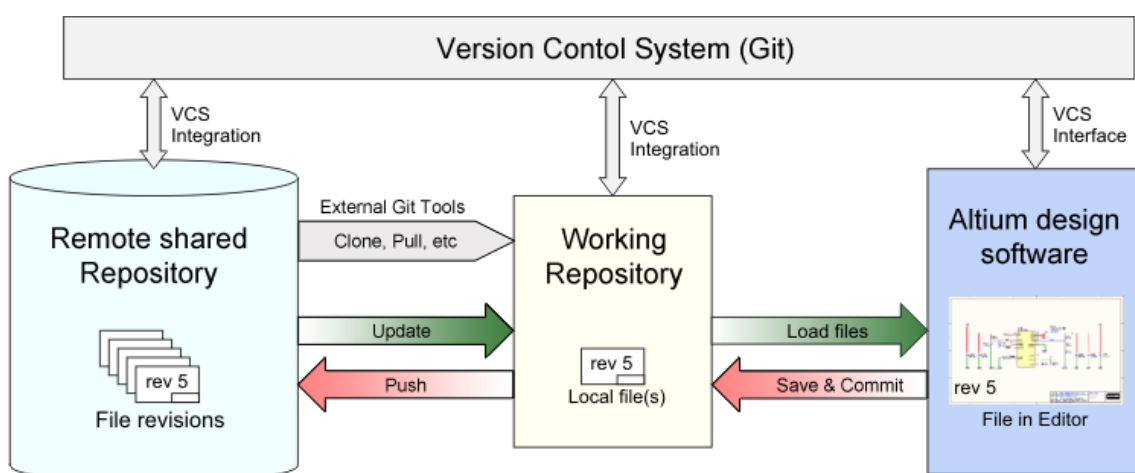 Version Contol System (Git)
VCS
Integration
VCS
Integration
VCS
Interface
Remote shared
Repository
External Git Tools
Clone, Pull, etc
Working
Repository
Altium design
software
Update
Load files
rev 5
Push
rev 5
Save & Commit
rev 5
File revisions
Local file(s)
File in Editor